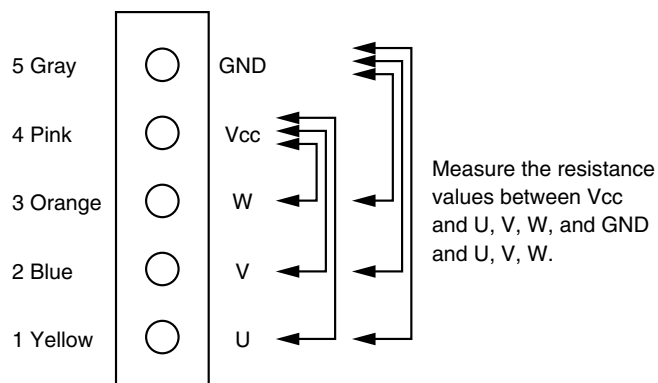 5 Gray GND
4 Pink Vcc
3 Orange W
2 Blue V
1 Yellow U
Measure the resistance
values between Vcc
and U, V, W, and GND
and U, V, W.